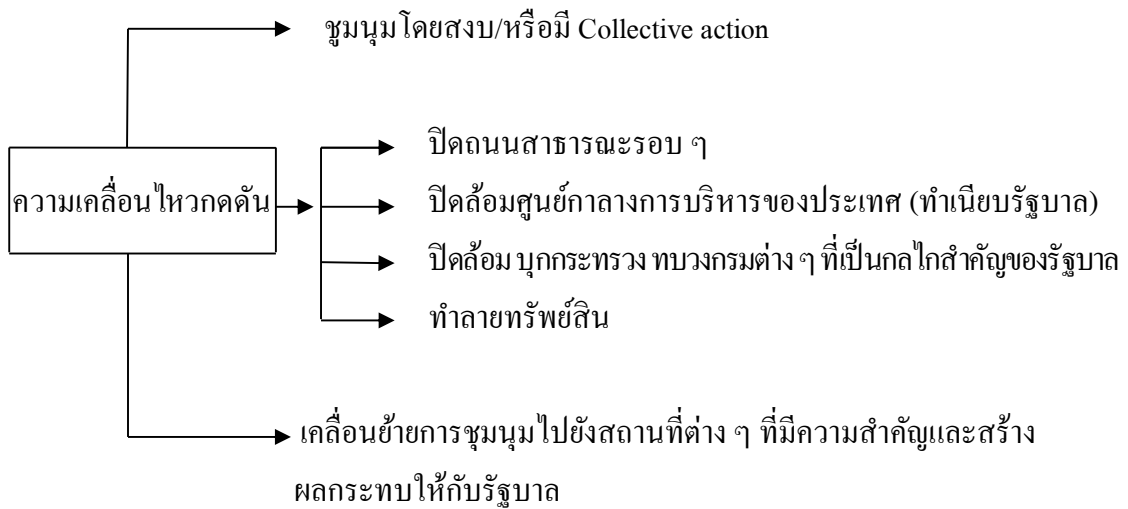 ชูมนุมโดยสงบ/หรือมี Collective action
ปิดถนนสาธารณะรอบ ๆ
ความเคลื่อนไหวกดดัน
ปิดล้อมศูนย์กาลางการบริหารของประเทศ (ทำเนียบรัฐบาล)
ปิดล้อม บุกกระทรวง ทบวงกรมต่าง ๆ ที่เป็นกลไกสำคัญของรัฐบาล
ทำลายทรัพย์สิน
เคลื่อนย้ายการชุมนุมไปยังสถานที่ต่าง ๆ ที่มีความสำคัญและสร้าง
ผลกระทบให้กับรัฐบาล